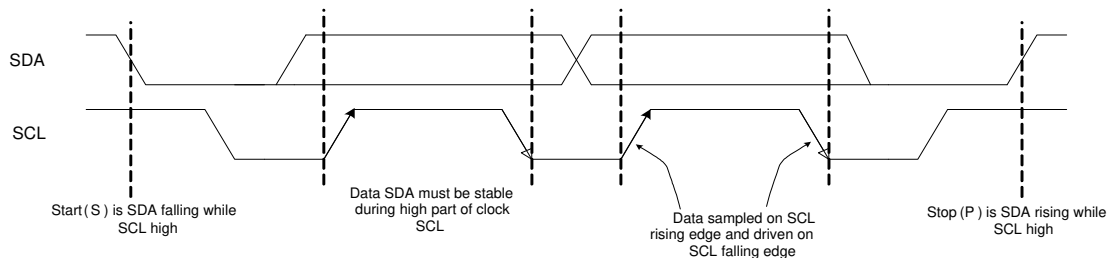 SDA
SCL
Start(S) is SDA falling while
SCL high
Data SDA must be stable
during high part of clock
SCL
Data sampled on SCL
rising edge and driven on
SCL falling edge
Stop (P) is SDA rising while
SCL high